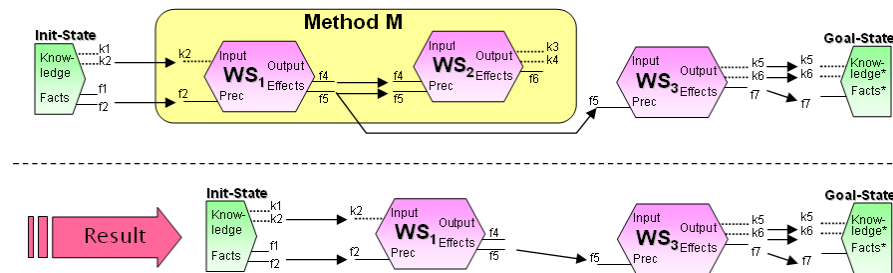 Method M
Init-State
Goal-State
k1
k2
Know-
ledge
Facts
f1
f2
k2
Input
Output
WS1
Effects
Prec
f2
f4
f5
f4
f5
Input
Output
WS2
Effects
Prec
k3
k4
f6
f5
Input
Output
WS3
Effects
Prec
k5
k6
f7
k5
k6
f7
Know-
ledge*
Facts*
Result
Init-State
Goal-State
k1
k2
Know-
ledge
Facts
f1
f2
k2
Input
Output
WS1
Effects
Prec
f2
f4
f5
f5
Input
Output
WS3
Effects
Prec
k5
k6
f7
k5
k6
f7
Know-
ledge*
Facts*